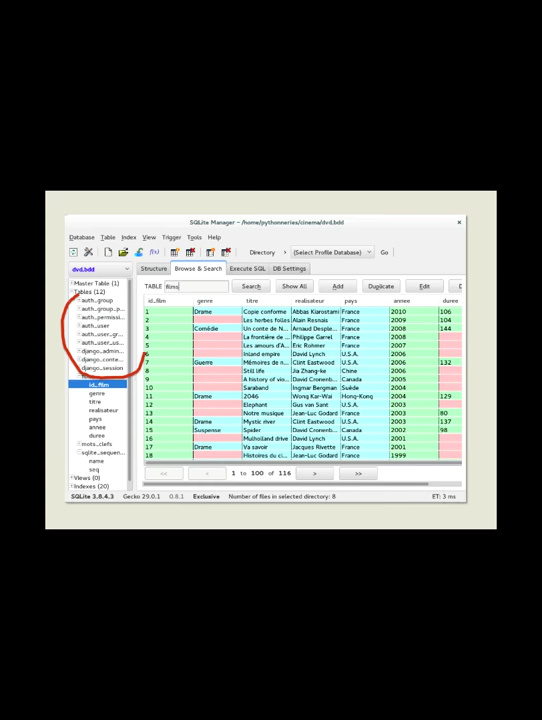 SQLite Manager - /home/pythonneries/cinema/dvd.bdd
Database Table Index View Trigger Tools Help
f(x) Directory (Select Profile Database) Go
dvd.bdd
Structure Browse & Search Execute SQL DB Settings
Master Table (1)
Tables (12)
auth_group
auth_group_p...
auth_permissi...
auth_user
auth_user_gr...
auth_user_us...
django_admin...
django_conte...
django_session
id_film
genre
titre
realisateur
pays
annee
duree
mots_clefs
sqlite_sequen...
name
seq
Views (0)
Indexes (20)
TABLE films Search Show All Add Duplicate Edit D
id_film genre titre realisateur pays annee duree
1 Drame Copie conforme Abbas Kiarostami France 2010 106
2 Les herbes folles Alain Resnais France 2009 104
3 Comédie Un conte de N... Arnaud Desple... France 2008 144
4 La frontière de ... Philippe Garrel France 2008
5 Les amours d'A... Eric Rohmer France 2007
6 Inland empire David Lynch U.S.A. 2006
7 Guerre Mémoires de n... Clint Eastwood U.S.A. 2006 132
8 Still life Jia Zhang-ke Chine 2006
9 A history of vio... David Cronenb... Canada 2005
10 Saraband Ingmar Bergman Suède 2004
11 Drame 2046 Wong Kar-Wai Hong-Kong 2004 129
12 Elephant Gus van Sant U.S.A. 2003
13 Notre musique Jean-Luc Godard France 2003 80
14 Drame Mystic river Clint Eastwood U.S.A. 2003 137
15 Suspense Spider David Cronenb... Canada 2002 98
16 Mulholland drive David Lynch U.S.A. 2001
17 Drame Va savoir Jacques Rivette France 2001
18 Histoires du ci... Jean-Luc Godard France 1999
<< < 1 to 100 of 116 > >>
SQLite 3.8.4.3 Gecko 29.0.1 0.8.1 Exclusive Number of files in selected directory: 8 ET: 3 ms